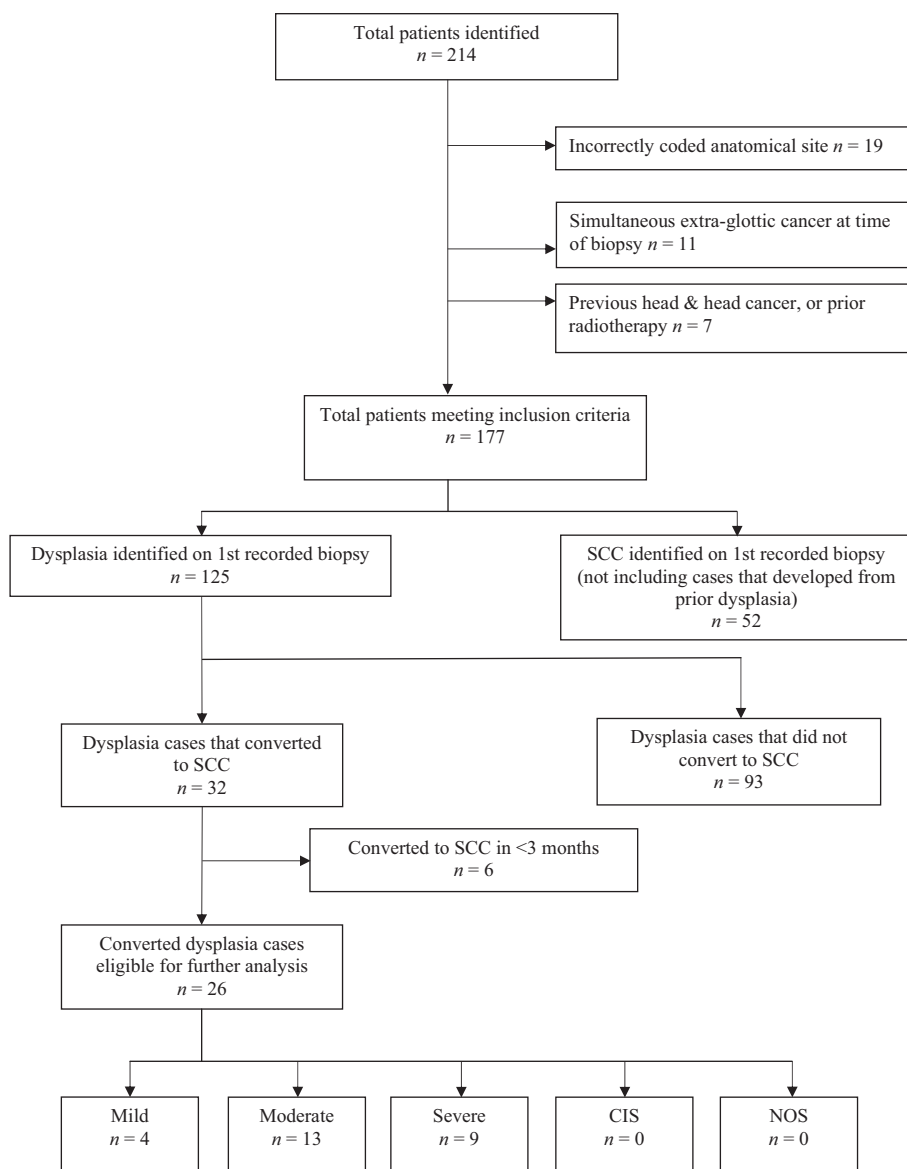 Total patients identified
n = 214
Incorrectly coded anatomical site n = 19
Simultaneous extra-glottic cancer at time
of biopsy n = 11
Previous head & head cancer, or prior
radiotherapy n = 7
Total patients meeting inclusion criteria
n = 177
Dysplasia identified on 1st recorded biopsy
n = 125
SCC identified on 1st recorded biopsy
(not including cases that developed from
prior dysplasia)
n = 52
Dysplasia cases that converted
to SCC
n = 32
Dysplasia cases that did not
convert to SCC
n = 93
Converted to SCC in <3 months
n = 6
Converted dysplasia cases
eligible for further analysis
n = 26
Mild
n = 4
Moderate
n = 13
Severe
n = 9
CIS
n = 0
NOS
n = 0